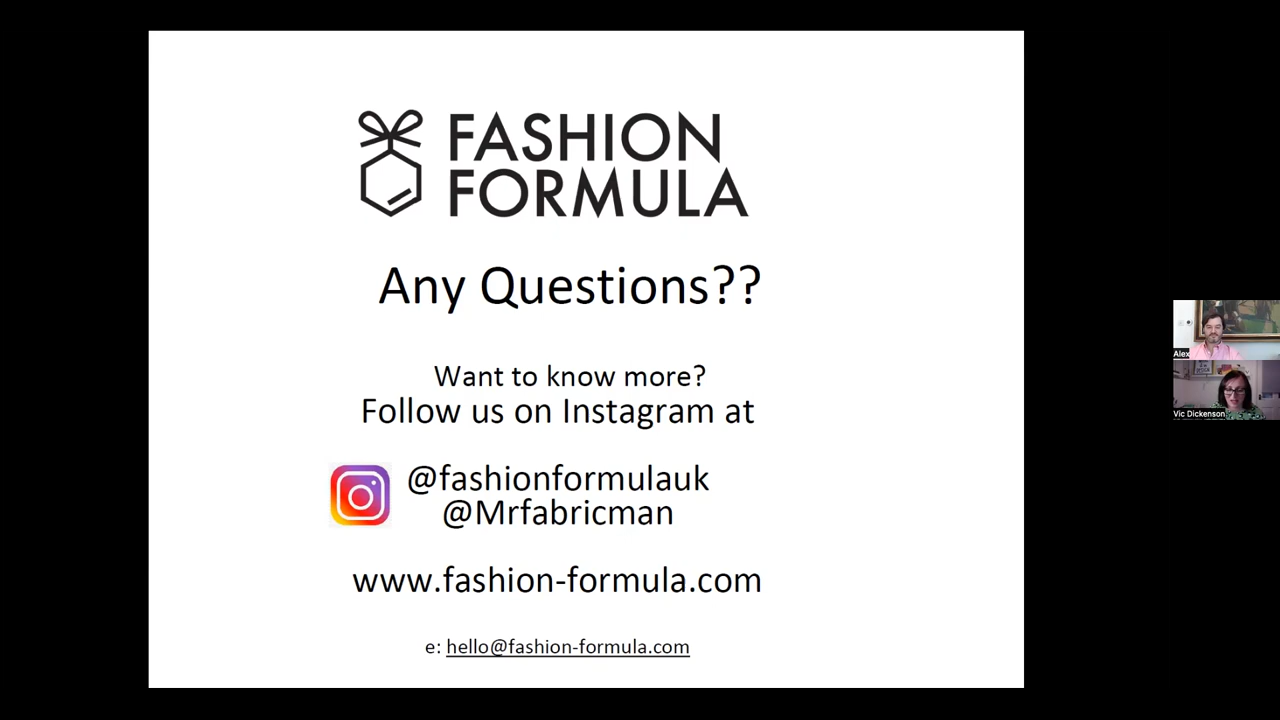 FASHION
FORMULA
Any Questions??
Want to know more?
Follow us on Instagram at
@fashionformulauk
@Mrfabricman
www.fashion-formula.com
e: hello@fashion-formula.com
Alex
Vic Dickenson